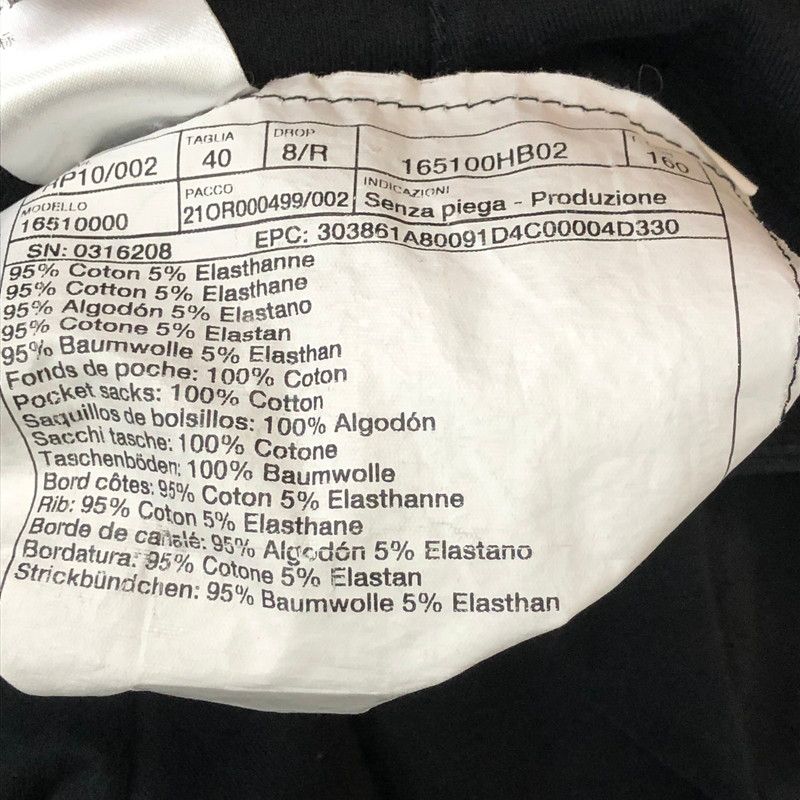 标
TAGLIA DROP
P10/002 40 8/R 165100HB02 160
MODELLO PACCO INDICAZIONI
16510000 21OR000499/002 Senza piega - Produzione
SN: 0316208 EPC: 303861A80091D4C00004D330
95% Coton 5% Elasthanne
95% Cotton 5% Elasthane
95% Algodón 5% Elastano
95% Cotone 5% Elastan
95% Baumwolle 5% Elasthan
Fonds de poche: 100% Coton
Pocket sacks: 100% Cotton
Saquillos de bolsillos: 100% Algodón
Sacchi tasche: 100% Cotone
Taschenböden: 100% Baumwolle
Bord côtes: 95% Coton 5% Elasthanne
Rib: 95% Coton 5% Elasthane
Borde de canalé: 95% Algodón 5% Elastano
Bordatura: 95% Cotone 5% Elastan
Strickbündchen: 95% Baumwolle 5% Elasthan